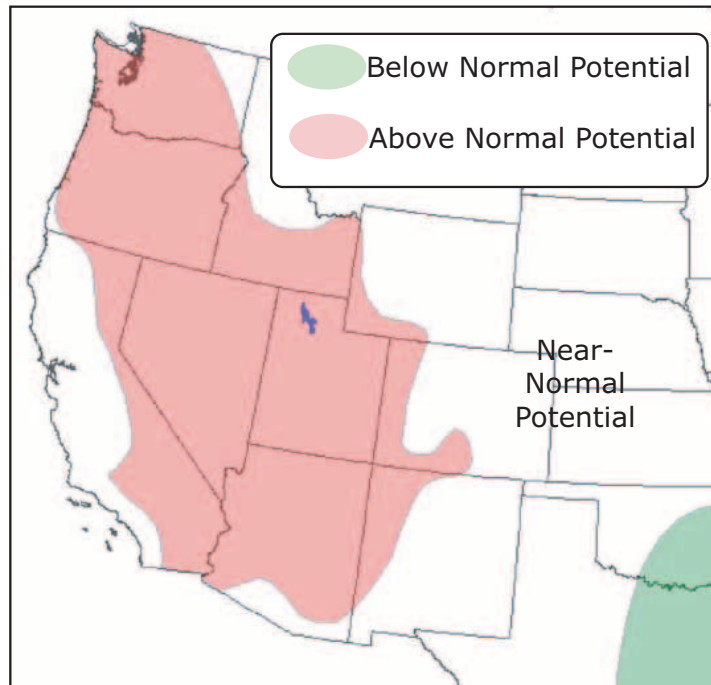 Below Normal Potential
Above Normal Potential
Near-
Normal
Potential